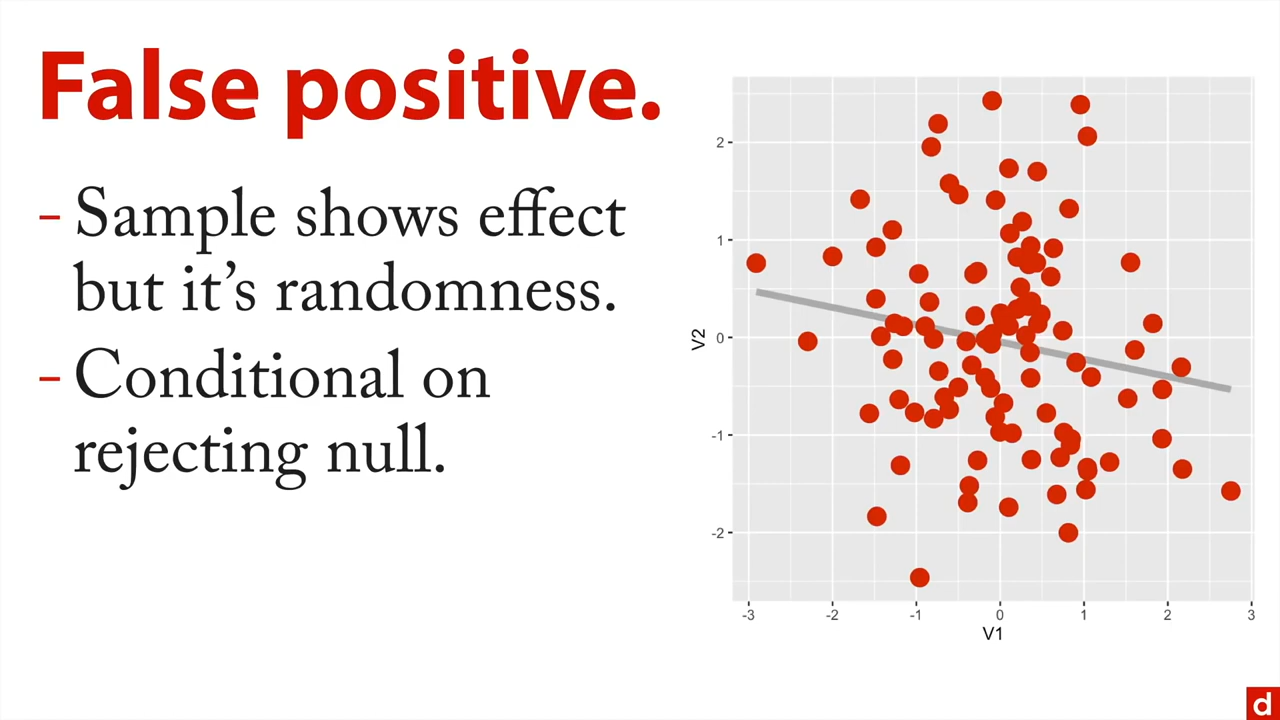 False positive.
– Sample shows effect
but it’s randomness.
– Conditional on
rejecting null.
V2
2
1
0
-1
-2
-3 -2 -1 0 1 2 3
V1
d